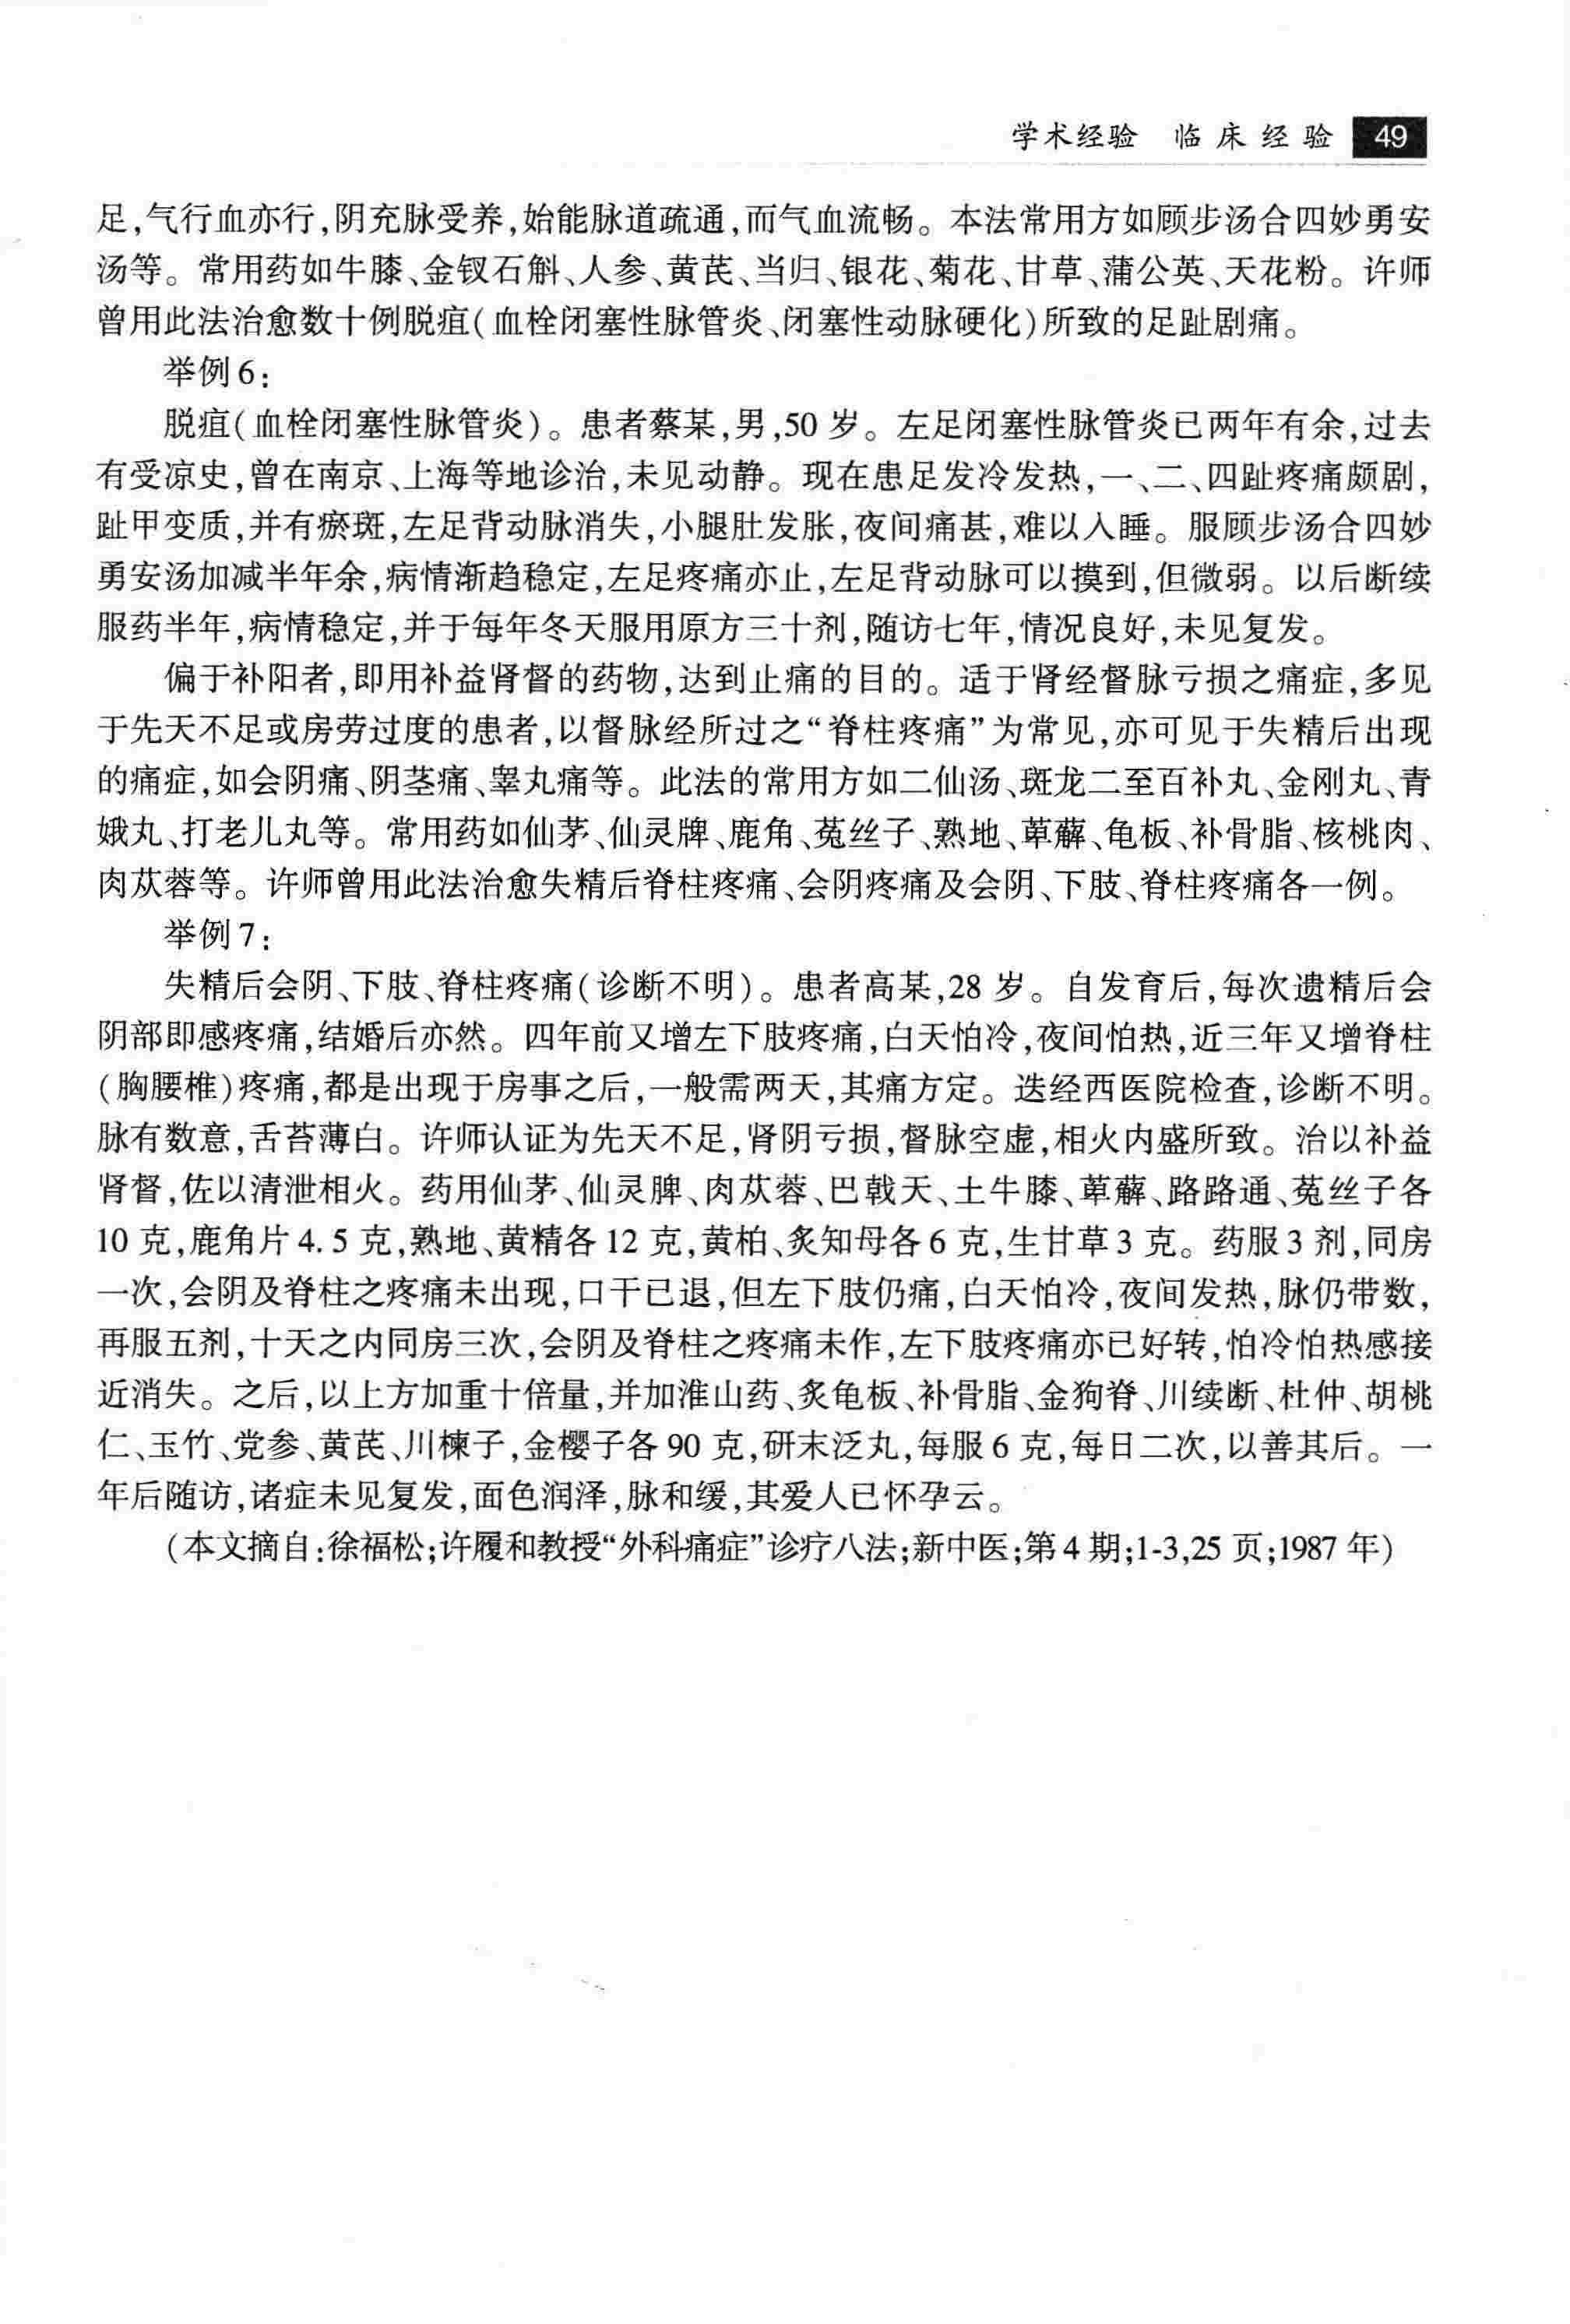 学术经验 临床经验 49
足,气行血亦行,阴充脉受养,始能脉道疏通,而气血流畅。本法常用方如顾步汤合四妙勇安
汤等。常用药如牛膝、金钗石斛、人参、黄芪、当归、银花、菊花、甘草、蒲公英、天花粉。许师
曾用此法治愈数十例脱疽(血栓闭塞性脉管炎、闭塞性动脉硬化)所致的足趾剧痛。
举例6:
脱疽(血栓闭塞性脉管炎)。患者蔡某,男,50岁。左足闭塞性脉管炎已两年有余,过去
有受凉史,曾在南京、上海等地诊治,未见动静。现在患足发冷发热,一、二、四趾疼痛颇剧,
趾甲变质,并有瘀斑,左足背动脉消失,小腿肚发胀,夜间痛甚,难以入睡。服顾步汤合四妙
勇安汤加减半年余,病情渐趋稳定,左足疼痛亦止,左足背动脉可以摸到,但微弱。以后断续
服药半年,病情稳定,并于每年冬天服用原方三十剂,随访七年,情况良好,未见复发。
偏于补阳者,即用补益肾督的药物,达到止痛的目的。适于肾经督脉亏损之痛症,多见
于先天不足或房劳过度的患者,以督脉经所过之“脊柱疼痛”为常见,亦可见于失精后出现
的痛症,如会阴痛、阴茎痛、睾丸痛等。此法的常用方如二仙汤、斑龙二至百补丸、金刚丸、青
娥丸、打老儿丸等。常用药如仙茅、仙灵牌、鹿角、菟丝子、熟地、萆薢、龟板、补骨脂、核桃肉、
肉苁蓉等。许师曾用此法治愈失精后脊柱疼痛、会阴疼痛及会阴、下肢、脊柱疼痛各一例。
举例7:
失精后会阴、下肢、脊柱疼痛(诊断不明)。患者高某,28岁。自发育后,每次遗精后会
阴部即感疼痛,结婚后亦然。四年前又增左下肢疼痛,白天怕冷,夜间怕热,近三年又增脊柱
(胸腰椎)疼痛,都是出现于房事之后,一般需两天,其痛方定。迭经西医院检查,诊断不明。
脉有数意,舌苔薄白。许师认证为先天不足,肾阴亏损,督脉空虚,相火内盛所致。治以补益
肾督,佐以清泄相火。药用仙茅、仙灵脾、肉苁蓉、巴戟天、土牛膝、萆薢、路路通、菟丝子各
10克,鹿角片4.5克,熟地、黄精各12克,黄柏、炙知母各6克,生甘草3克。药服3剂,同房
一次,会阴及脊柱之疼痛未出现,口干已退,但左下肢仍痛,白天怕冷,夜间发热,脉仍带数,
再服五剂,十天之内同房三次,会阴及脊柱之疼痛未作,左下肢疼痛亦已好转,怕冷怕热感接
近消失。之后,以上方加重十倍量,并加淮山药、炙龟板、补骨脂、金狗脊、川续断、杜仲、胡桃
仁、玉竹、党参、黄芪、川楝子,金樱子各90克,研末泛丸,每服6克,每日二次,以善其后。一
年后随访,诸症未见复发,面色润泽,脉和缓,其爱人已怀孕云。
(本文摘自:徐福松;许履和教授“外科痛症”诊疗八法;新中医;第4期;1-3,25页;1987年)